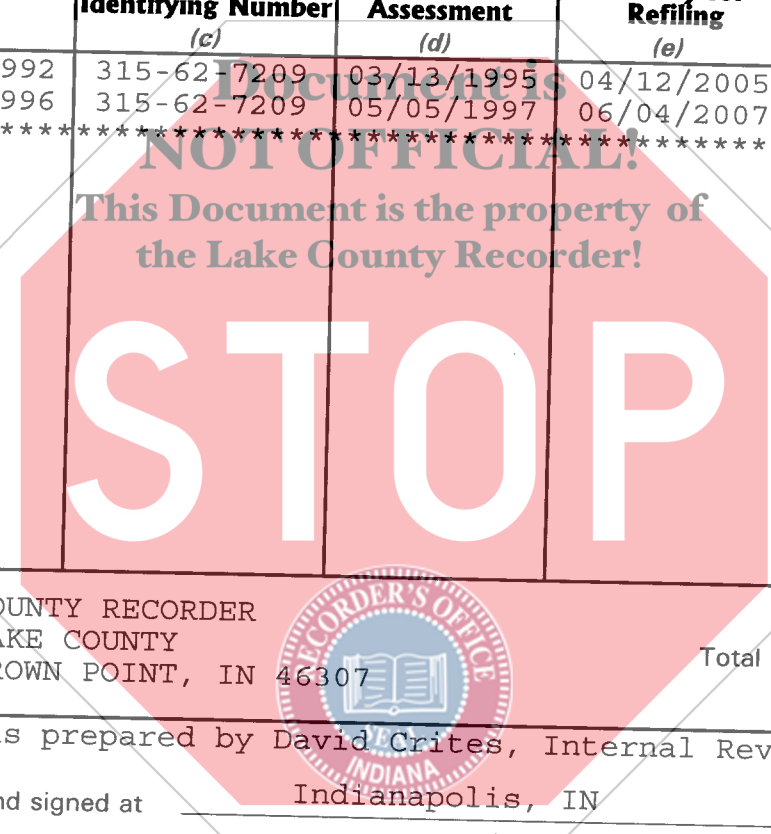 Identifying Number Assessment Refiling
(c) (d) (e)
992 315-62-7209 03/13/1995 04/12/2005
996 315-62-7209 05/05/1997 06/04/2007
Document is
NOT OFFICIAL!
This Document is the property of
the Lake County Recorder!
STOP
OUNTY RECORDER
AKE COUNTY
ROWN POINT, IN 46307
Total
RECORDER'S OFFICE
SEAL
INDIANA
s prepared by David Crites, Internal Rev
nd signed at Indianapolis, IN